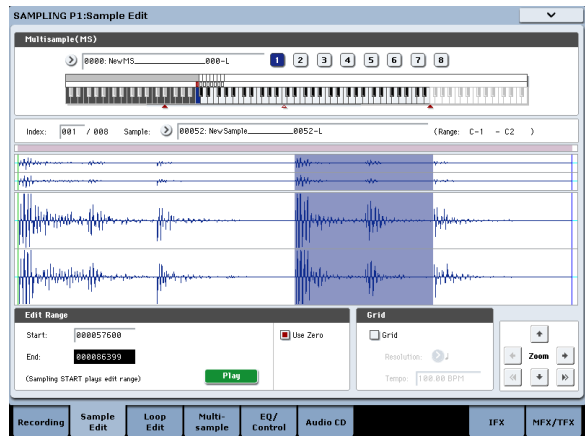 SAMPLING P1:Sample Edit
Multisample(MS)
0000: NewMS_____________000-L
1 2 3 4 5 6 7 8
Index: 001 / 008 Sample: 00052: NewSample__________0052-L (Range: C-1 - C2 )
Edit Range
Start: 000057600
Use Zero
End: 000086399
(Sampling START plays edit range)
Play
Grid
Grid
Resolution:
Tempo: 100.00 BPM
Zoom
Recording
Sample Edit
Loop Edit
Multi-sample
EQ/Control
Audio CD
IFX
MFX/TFX